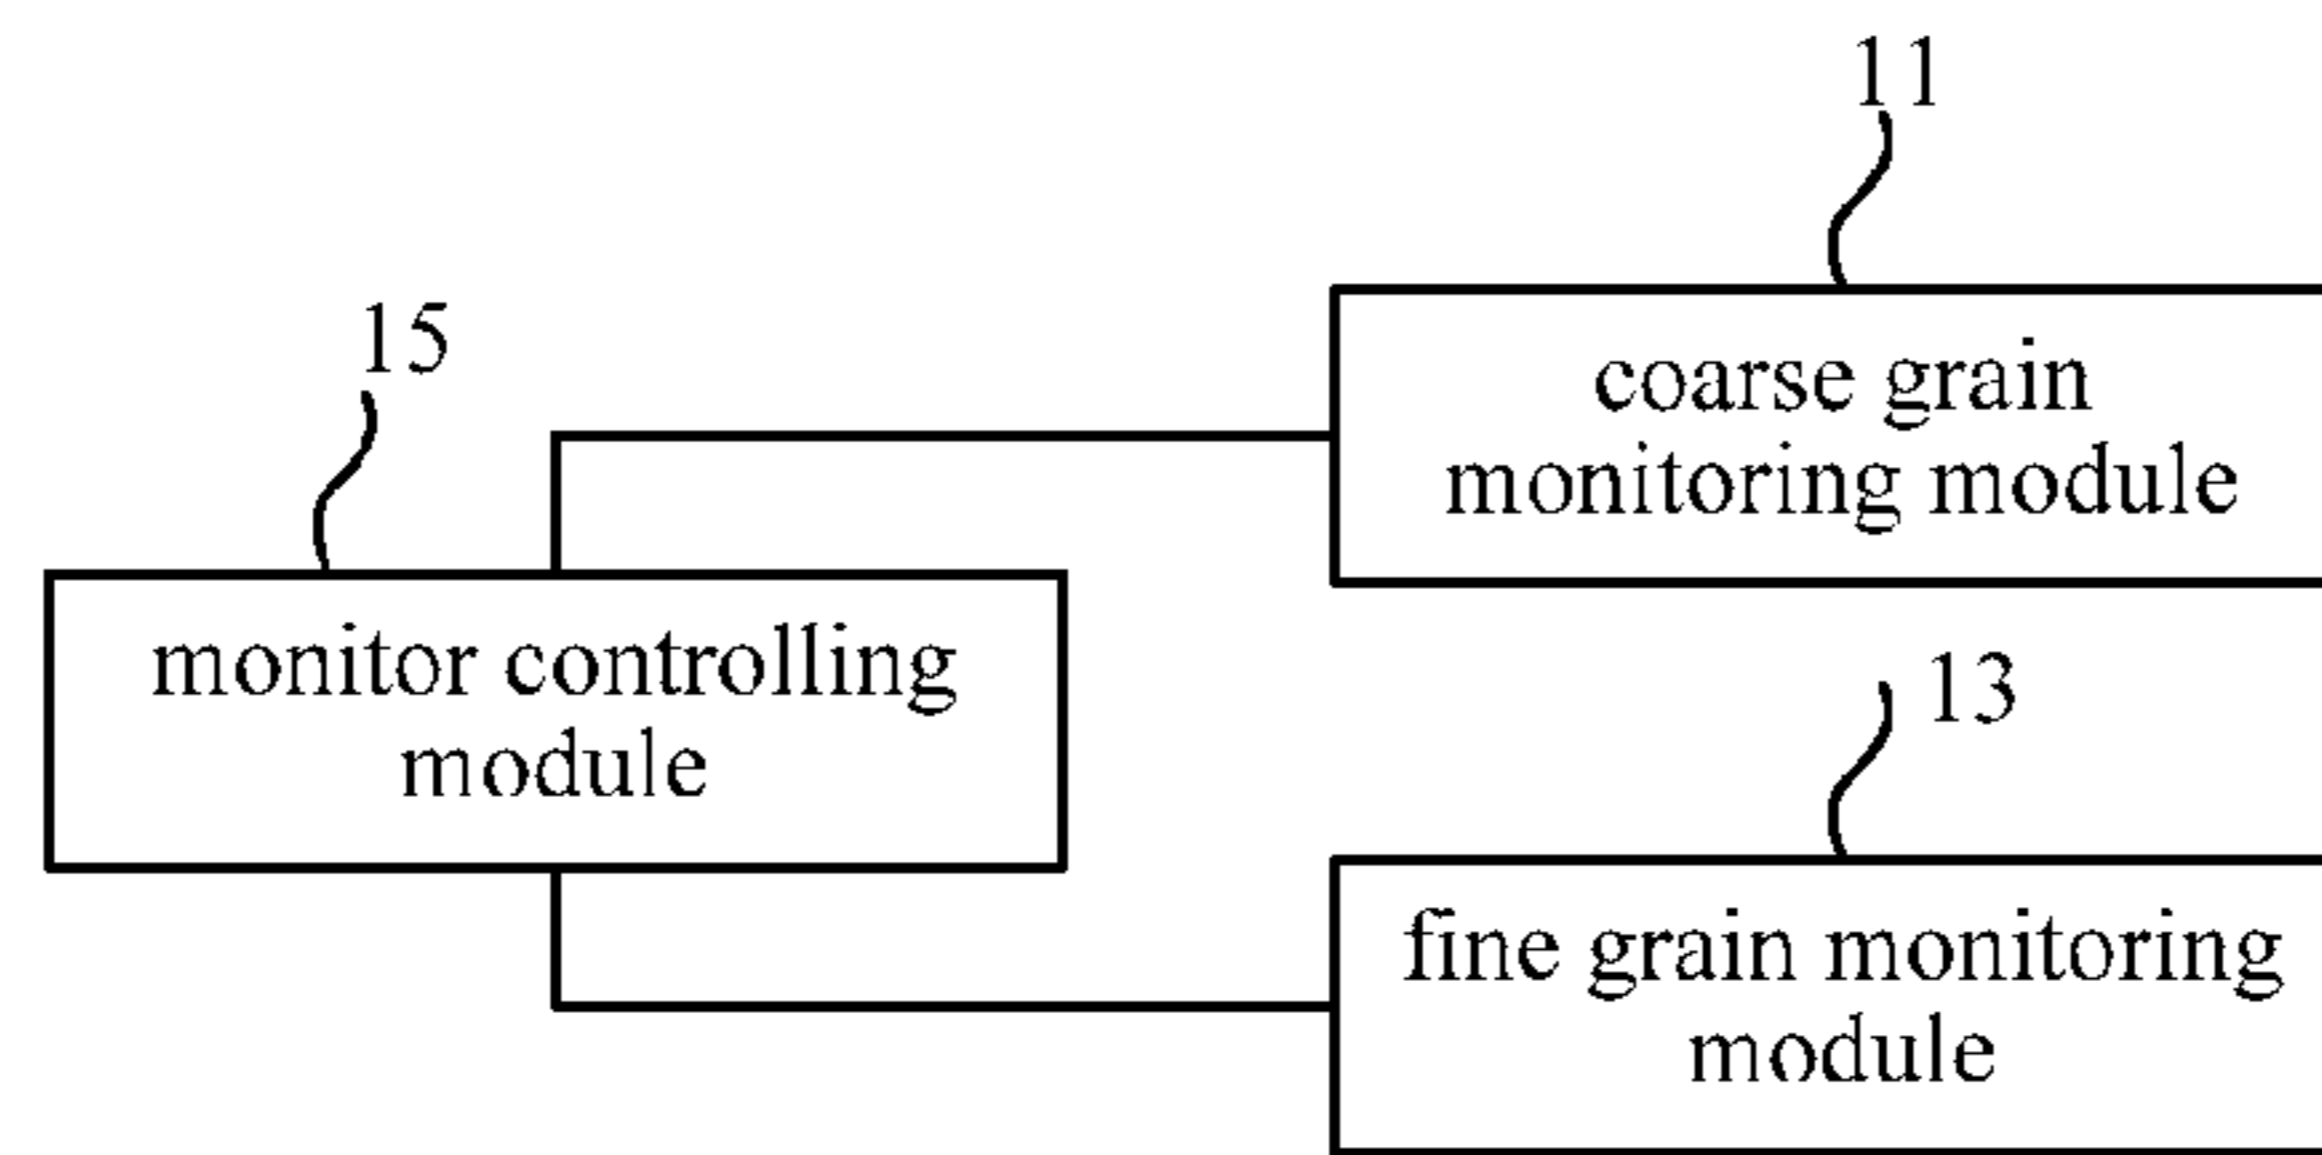 11
coarse grain
monitoring module
15
monitor controlling
module
13
fine grain monitoring
module